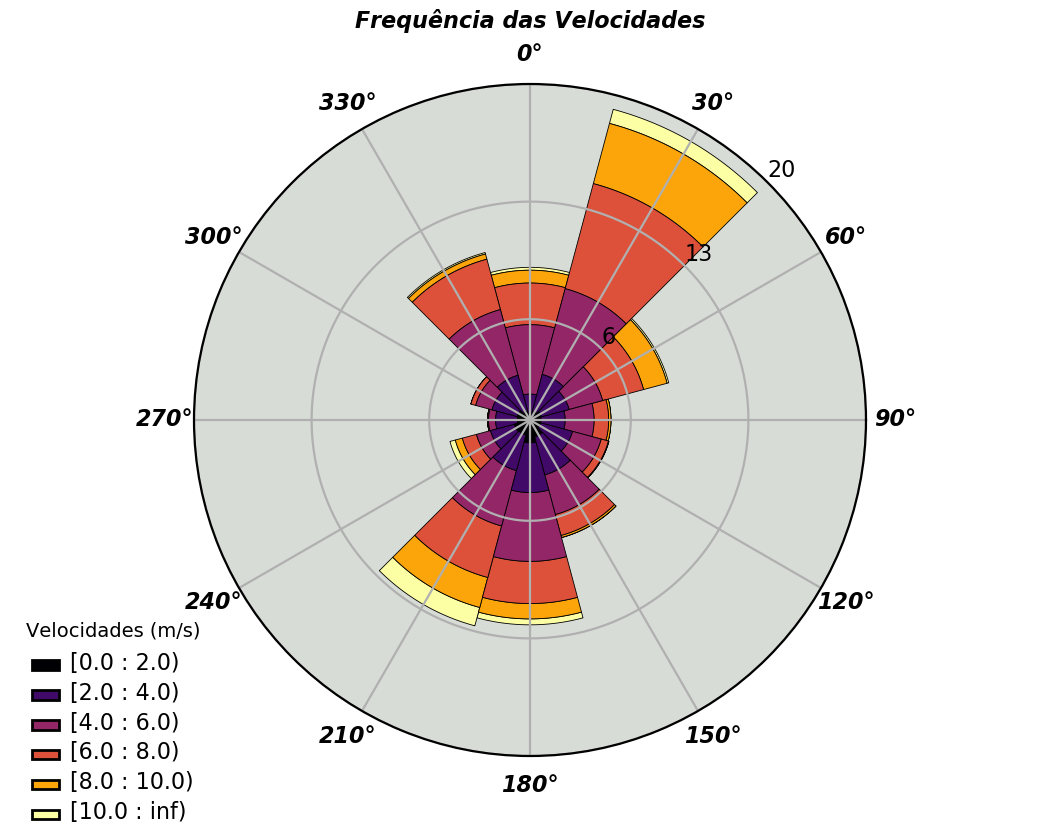 Frequência das Velocidades
0°
330°
30°
20
300°
60°
13
6
270°
90°
240°
120°
210°
150°
180°
Velocidades (m/s)
[0.0 : 2.0)
[2.0 : 4.0)
[4.0 : 6.0)
[6.0 : 8.0)
[8.0 : 10.0)
[10.0 : inf)